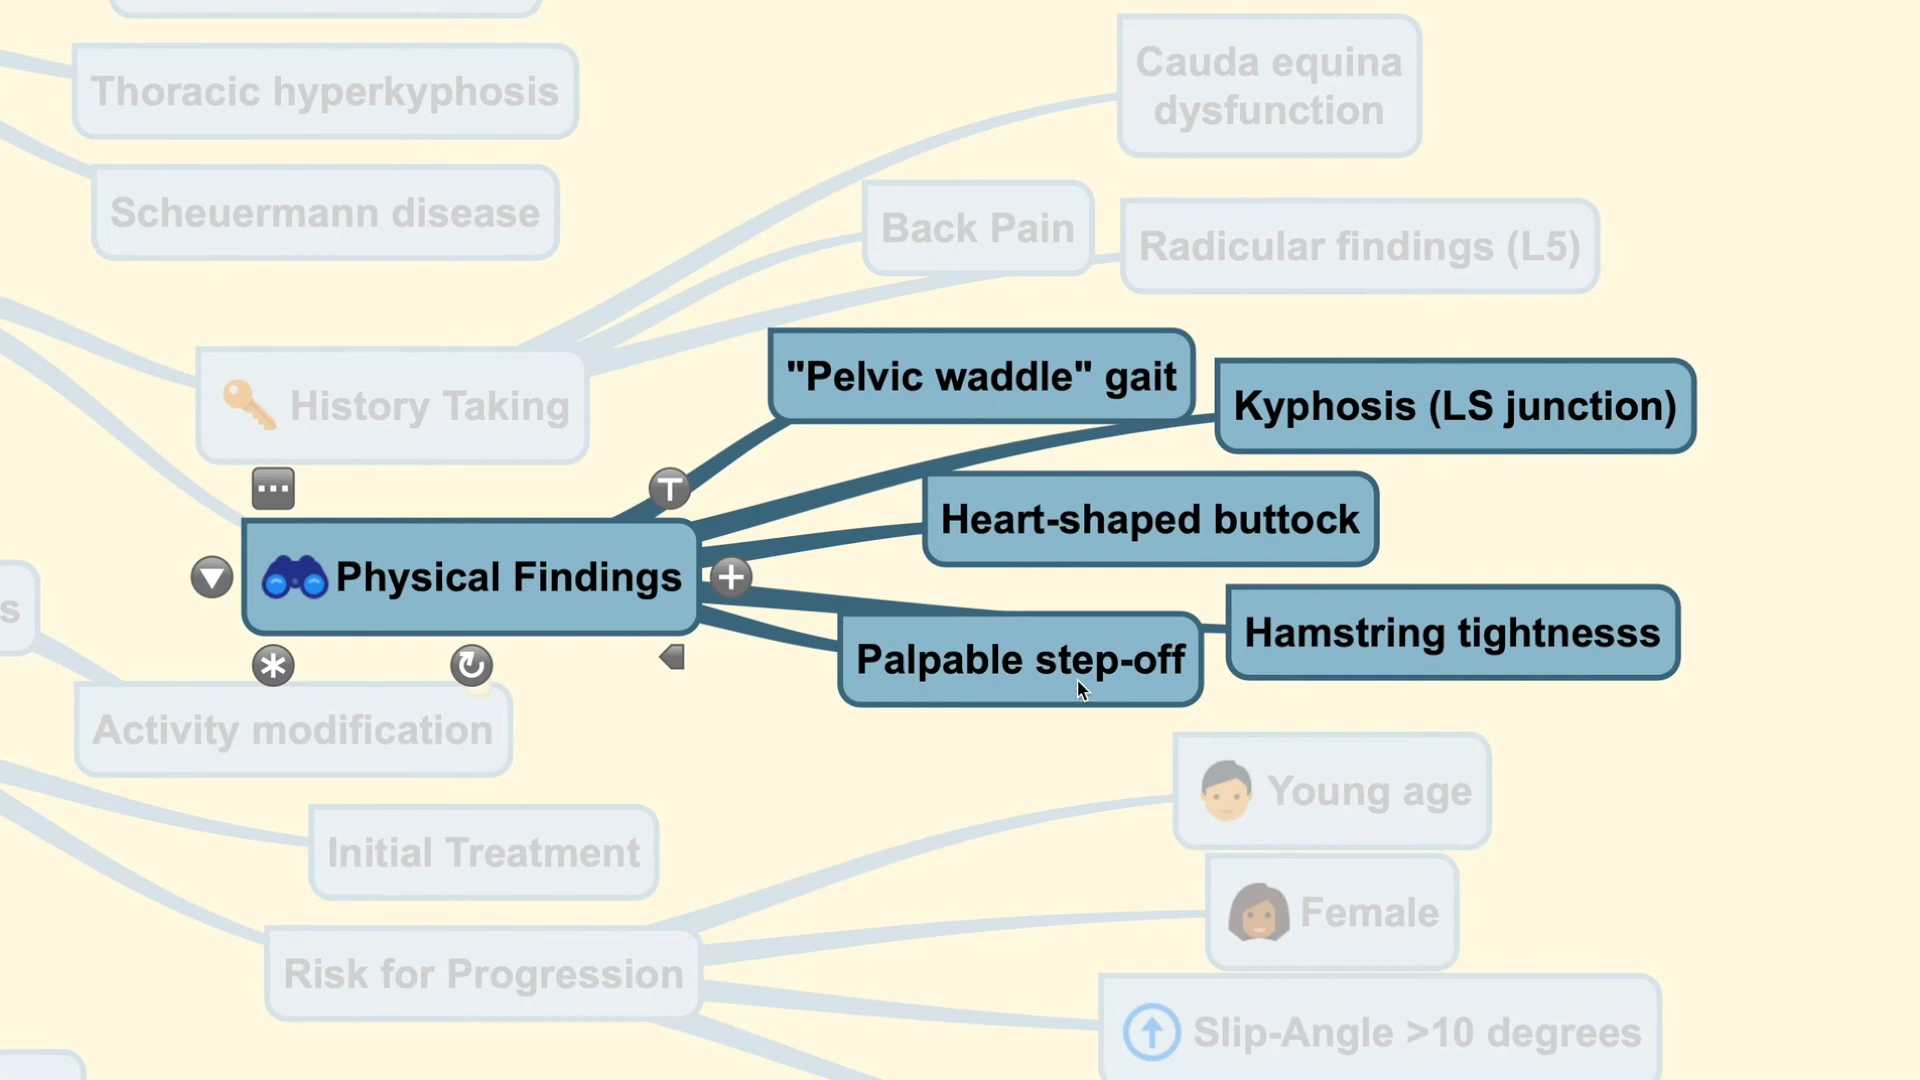 Cauda equina
dysfunction
Thoracic hyperkyphosis
Scheuermann disease
Back Pain
Radicular findings (L5)
History Taking
"Pelvic waddle" gait
Kyphosis (LS junction)
Heart-shaped buttock
Physical Findings
Palpable step-off
Hamstring tightnesss
s
Activity modification
Young age
Initial Treatment
Female
Risk for Progression
Slip-Angle >10 degrees